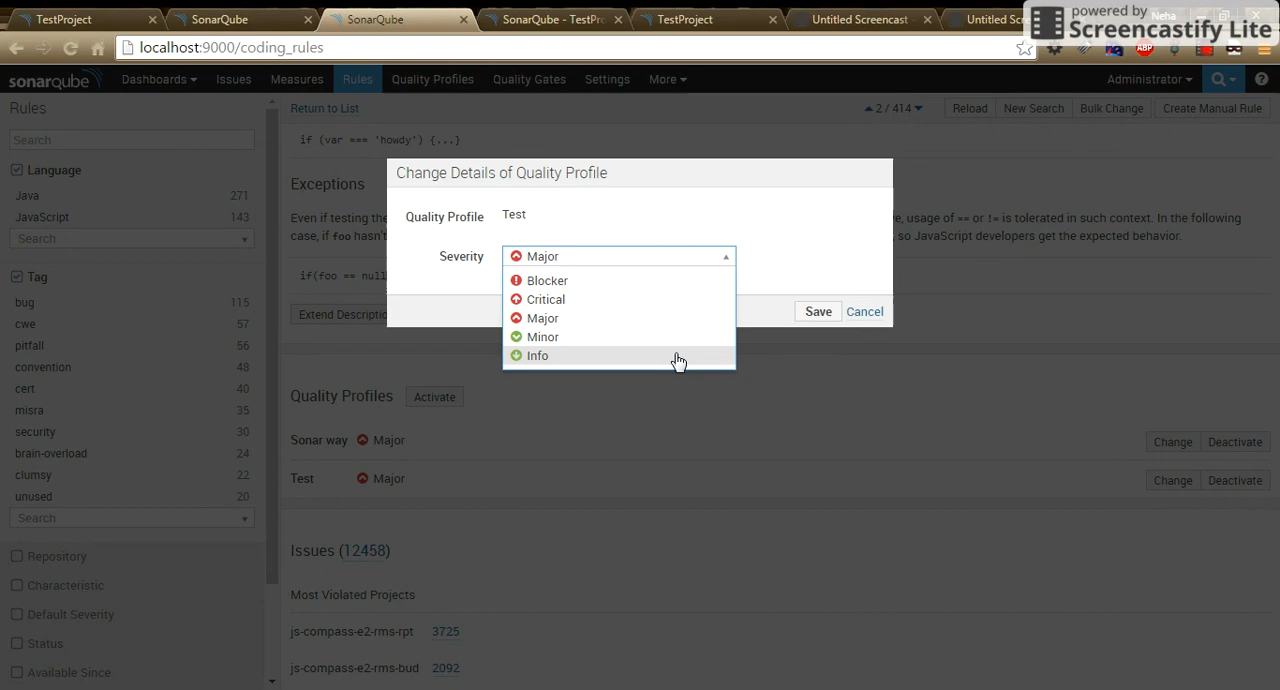 TestProject
SonarQube
SonarQube
SonarQube - TestPro
TestProject
Untitled Screencast -
Untitled Scre
Neha
powered by
Screencastify Lite
localhost:9000/coding_rules
ABP
sonarqube
Dashboards
Issues
Measures
Rules
Quality Profiles
Quality Gates
Settings
More
Administrator
Rules
Return to List
2 / 414
Reload
New Search
Bulk Change
Create Manual Rule
Search
if (var === 'howdy') {...}
Language
Java 271
JavaScript 143
Search
Exceptions
Even if testing the
e, usage of == or != is tolerated in such context. In the following
case, if foo hasn't
so JavaScript developers get the expected behavior.
if(foo == null
Extend Descriptio
Change Details of Quality Profile
Quality Profile Test
Severity Major
Blocker
Critical
Major
Minor
Info
Save Cancel
Tag
bug 115
cwe 57
pitfall 56
convention 48
cert 40
misra 35
security 30
brain-overload 24
clumsy 22
unused 20
Search
Repository
Characteristic
Default Severity
Status
Available Since
Quality Profiles Activate
Sonar way Major Change Deactivate
Test Major Change Deactivate
Issues (12458)
Most Violated Projects
js-compass-e2-rms-rpt 3725
js-compass-e2-rms-bud 2092